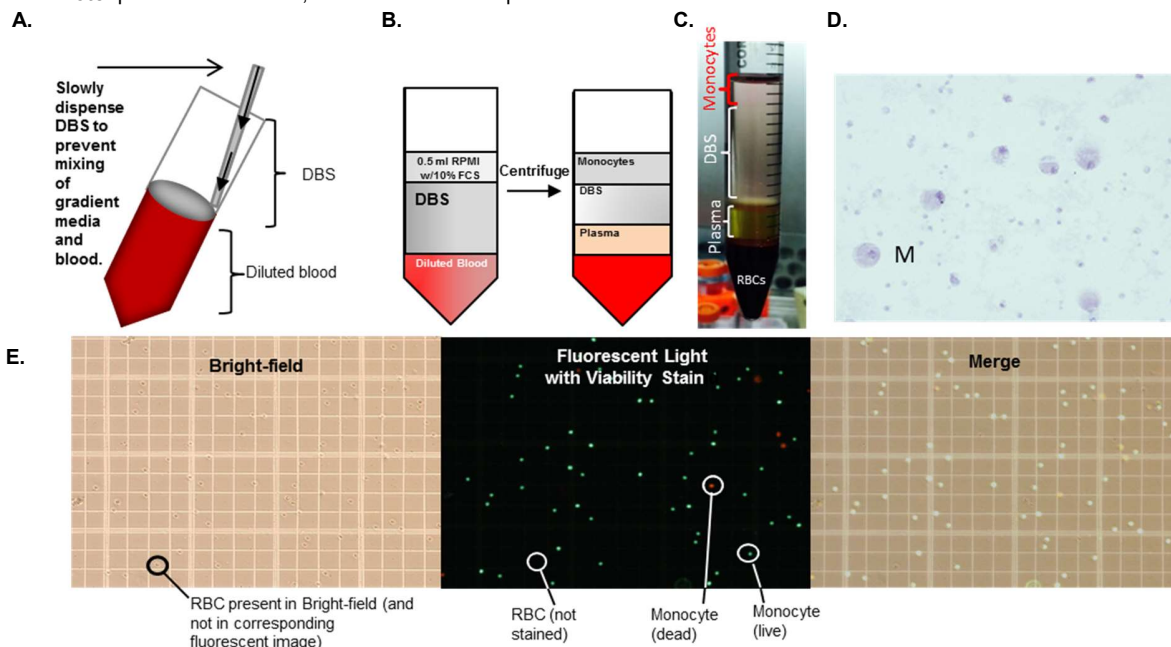 A.
B.
C.
D.
Slowly
dispense
DBS to
prevent
mixing
of
gradient
media
and
blood.
DBS
Diluted blood
0.5 ml RPMI
w/10% FCS
DBS
Diluted Blood
Centrifuge
Monocytes
DBS
Plasma
Monocytes
DBS
Plasma
RBCs
M
E.
Bright-field
Fluorescent Light
with Viability Stain
Merge
RBC present in Bright-field (and
not in corresponding
fluorescent image)
RBC (not
stained)
Monocyte
(dead)
Monocyte
(live)